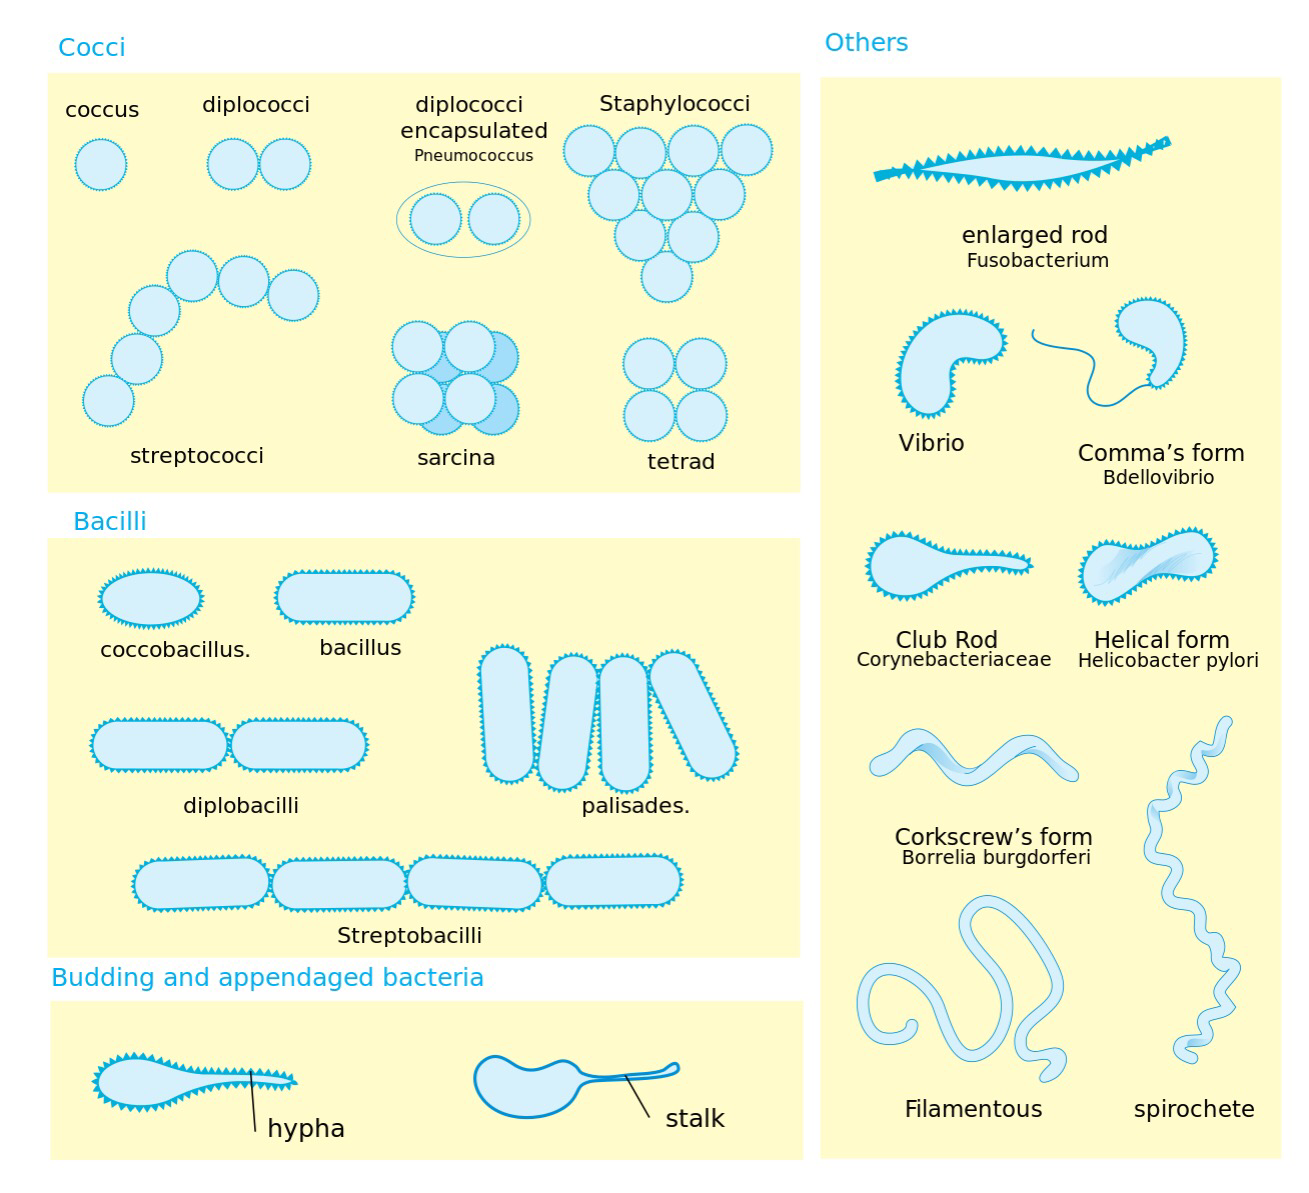 Cocci
coccus
diplococci
diplococci
encapsulated
Pneumococcus
Staphylococci
streptococci
sarcina
tetrad
Bacilli
coccobacillus.
bacillus
diplobacilli
palisades.
Streptobacilli
Budding and appendaged bacteria
hypha
stalk
Others
enlarged rod
Fusobacterium
Vibrio
Comma’s form
Bdellovibrio
Club Rod
Corynebacteriaceae
Helical form
Helicobacter pylori
Corkscrew’s form
Borrelia burgdorferi
Filamentous
spirochete